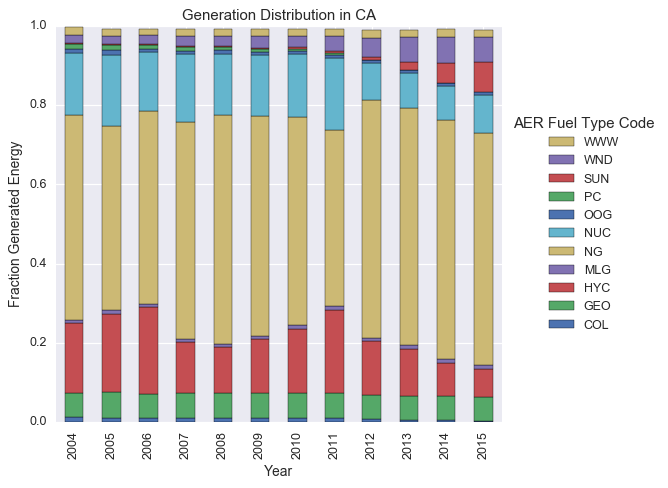 Generation Distribution in CA
1.0
0.8
0.6
0.4
0.2
0.0
Fraction Generated Energy
2004
2005
2006
2007
2008
2009
2010
2011
2012
2013
2014
2015
Year
AER Fuel Type Code
WWW
WND
SUN
PC
OOG
NUC
NG
MLG
HYC
GEO
COL